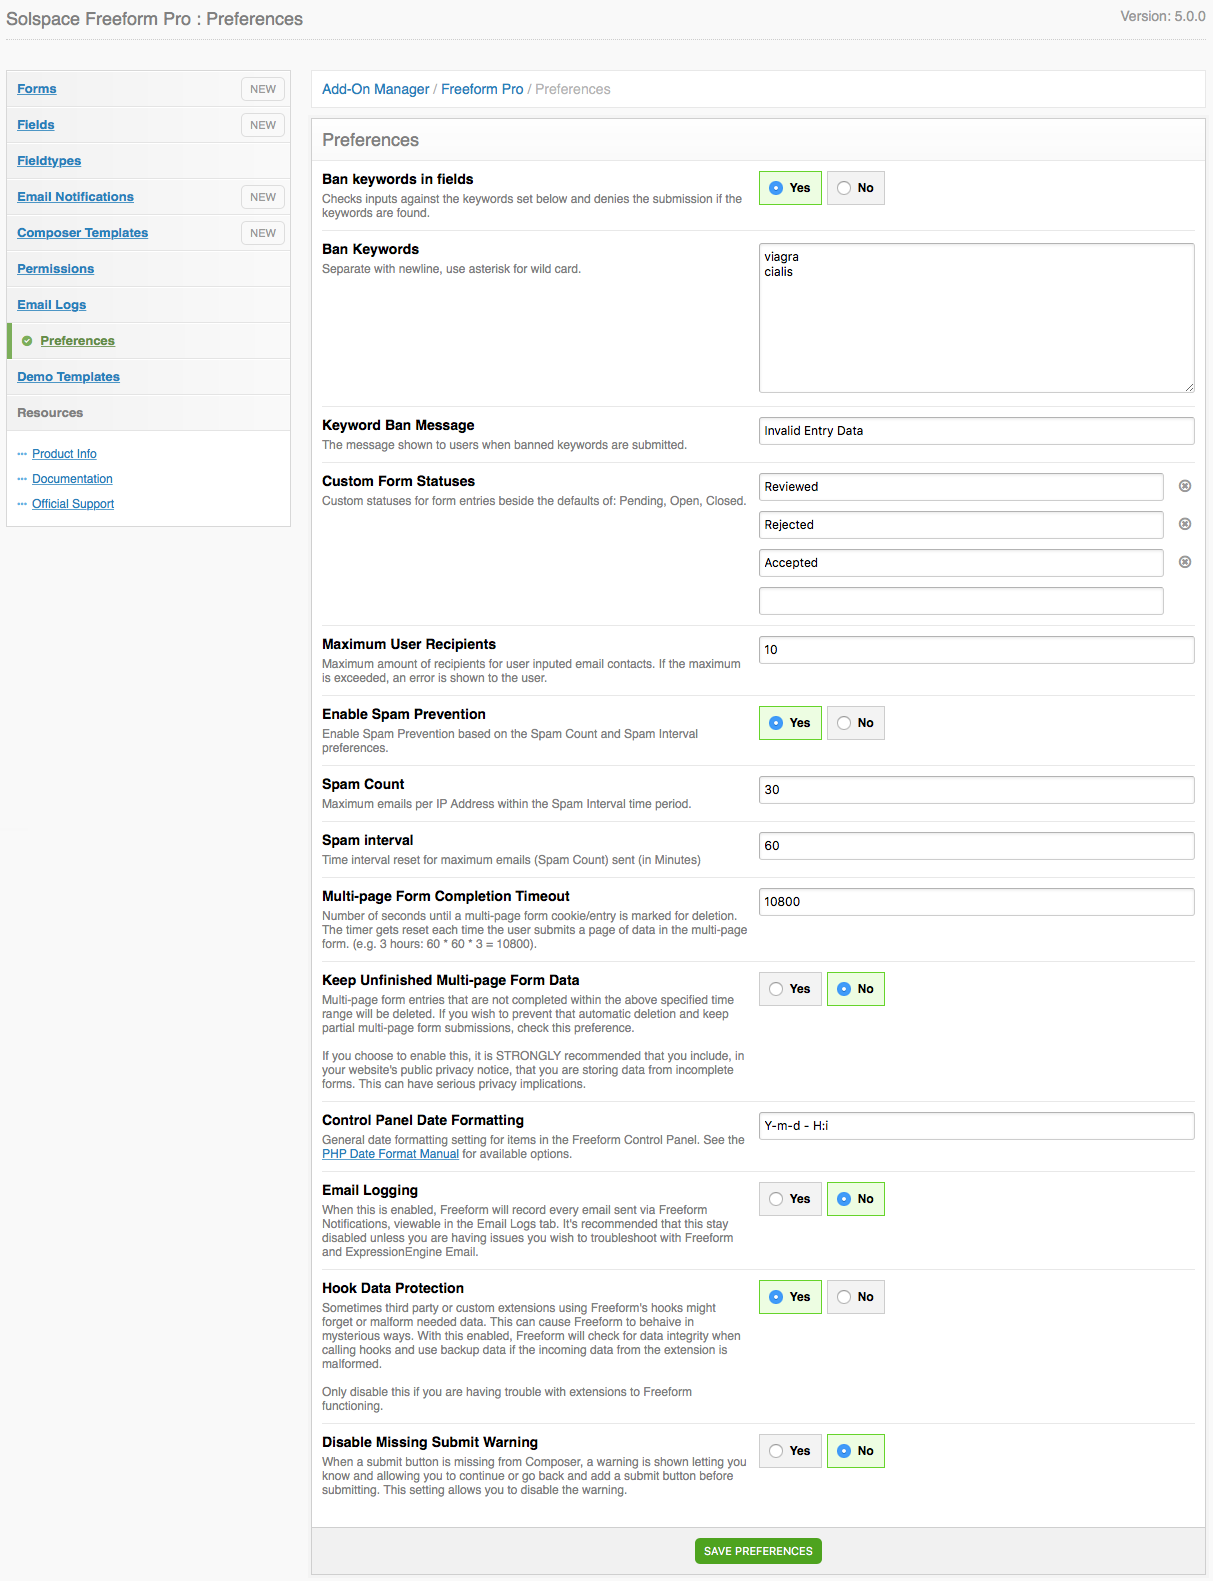 Solspace Freeform Pro : Preferences
Version: 5.0.0
Forms
NEW
Fields
NEW
Fieldtypes
Email Notifications
NEW
Composer Templates
NEW
Permissions
Email Logs
Preferences
Demo Templates
Resources
Product Info
Documentation
Official Support
Add-On Manager / Freeform Pro / Preferences
Preferences
Ban keywords in fields
Checks inputs against the keywords set below and denies the submission if the
keywords are found.
Yes
No
Ban Keywords
Separate with newline, use asterisk for wild card.
viagra
cialis
Keyword Ban Message
The message shown to users when banned keywords are submitted.
Invalid Entry Data
Custom Form Statuses
Custom statuses for form entries beside the defaults of: Pending, Open, Closed.
Reviewed
Rejected
Accepted
Maximum User Recipients
Maximum amount of recipients for user inputed email contacts. If the maximum
is exceeded, an error is shown to the user.
10
Enable Spam Prevention
Enable Spam Prevention based on the Spam Count and Spam Interval
preferences.
Yes
No
Spam Count
Maximum emails per IP Address within the Spam Interval time period.
30
Spam interval
Time interval reset for maximum emails (Spam Count) sent (in Minutes)
60
Multi-page Form Completion Timeout
Number of seconds until a multi-page form cookie/entry is marked for deletion.
The timer gets reset each time the user submits a page of data in the multi-page
form. (e.g. 3 hours: 60 * 60 * 3 = 10800).
10800
Keep Unfinished Multi-page Form Data
Multi-page form entries that are not completed within the above specified time
range will be deleted. If you wish to prevent that automatic deletion and keep
partial multi-page form submissions, check this preference.
If you choose to enable this, it is STRONGLY recommended that you include, in
your website's public privacy notice, that you are storing data from incomplete
forms. This can have serious privacy implications.
Yes
No
Control Panel Date Formatting
General date formatting setting for items in the Freeform Control Panel. See the
PHP Date Format Manual for available options.
Y-m-d - H:i
Email Logging
When this is enabled, Freeform will record every email sent via Freeform
Notifications, viewable in the Email Logs tab. It's recommended that this stay
disabled unless you are having issues you wish to troubleshoot with Freeform
and ExpressionEngine Email.
Yes
No
Hook Data Protection
Sometimes third party or custom extensions using Freeform's hooks might
forget or malform needed data. This can cause Freeform to behaive in
mysterious ways. With this enabled, Freeform will check for data integrity when
calling hooks and use backup data if the incoming data from the extension is
malformed.
Only disable this if you are having trouble with extensions to Freeform
functioning.
Yes
No
Disable Missing Submit Warning
When a submit button is missing from Composer, a warning is shown letting you
know and allowing you to continue or go back and add a submit button before
submitting. This setting allows you to disable the warning.
Yes
No
SAVE PREFERENCES